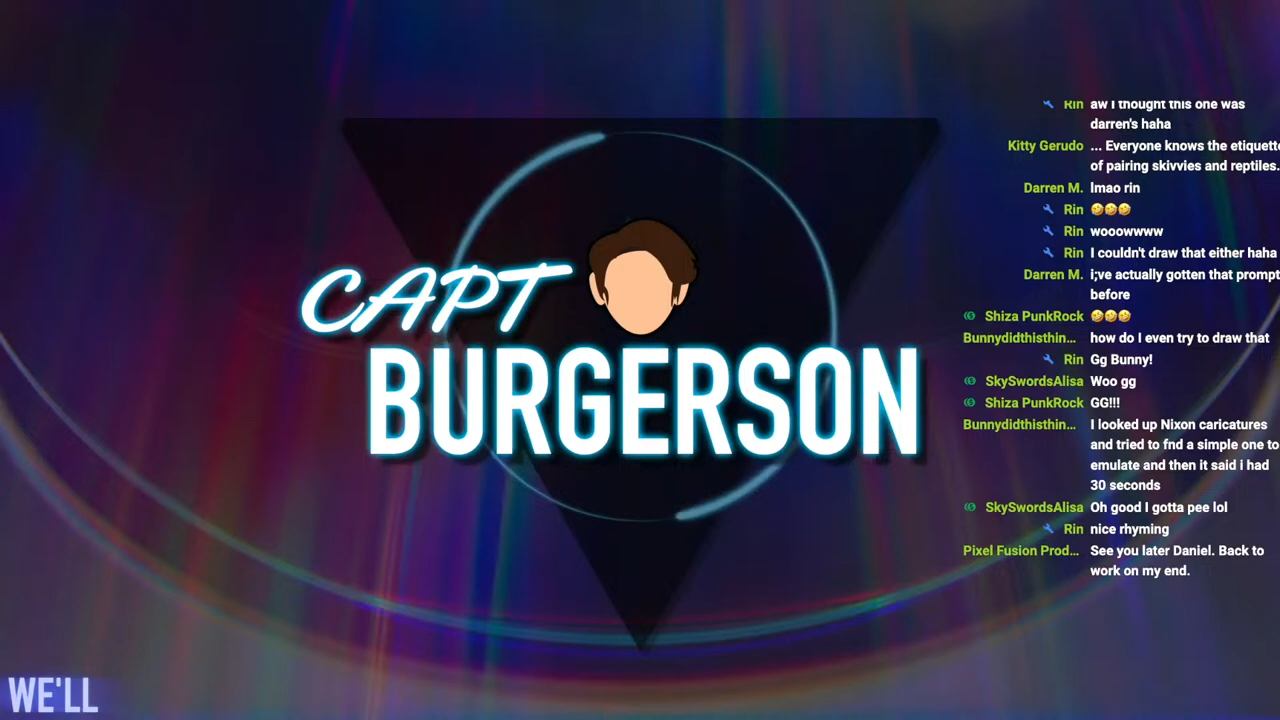 CAPT
BURGERSON
Rin aw I thought this one was
darren's haha
Kitty Gerudo ... Everyone knows the etiquette
of pairing skivvies and reptiles.
Darren M. lmao rin
Rin 🤣🤣🤣
Rin wooowwww
Rin I couldn't draw that either haha
Darren M. i;ve actually gotten that prompt
before
Shiza PunkRock 🤣🤣🤣
Bunnydidthisthin... how do I even try to draw that
Rin Gg Bunny!
SkySwordsAlisa Woo gg
Shiza PunkRock GG!!!
Bunnydidthisthin... I looked up Nixon caricatures
and tried to fnd a simple one to
emulate and then it said i had
30 seconds
SkySwordsAlisa Oh good I gotta pee lol
Rin nice rhyming
Pixel Fusion Prod... See you later Daniel. Back to
work on my end.
WE'LL